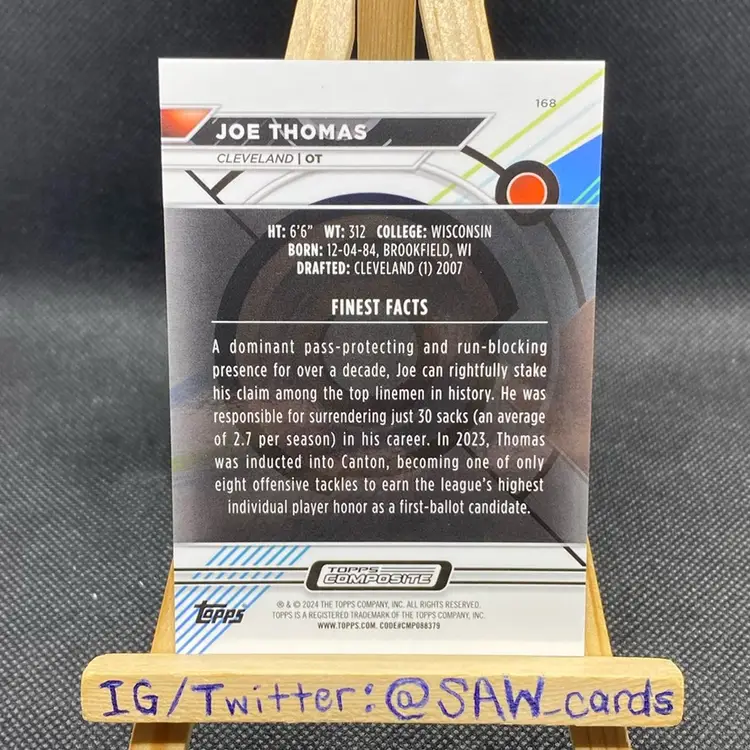 168
JOE THOMAS
CLEVELAND | OT
HT: 6'6" WT: 312 COLLEGE: WISCONSIN
BORN: 12-04-84, BROOKFIELD, WI
DRAFTED: CLEVELAND (1) 2007
FINEST FACTS
A dominant pass-protecting and run-blocking
presence for over a decade, Joe can rightfully stake
his claim among the top linemen in history. He was
responsible for surrendering just 30 sacks (an average
of 2.7 per season) in his career. In 2023, Thomas
was inducted into Canton, becoming one of only
eight offensive tackles to earn the league's highest
individual player honor as a first-ballot candidate.
TOPPS
COMPOSITE
topps
® & © 2024 THE TOPPS COMPANY, INC. ALL RIGHTS RESERVED.
TOPPS IS A REGISTERED TRADEMARK OF THE TOPPS COMPANY, INC.
WWW.TOPPS.COM. CODE#CMP088379
IG/Twitter: @SAW_cards